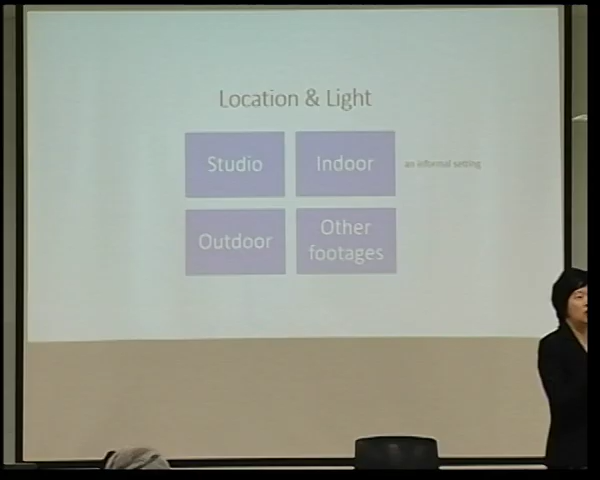 Location & Light
Studio
Indoor
an informal setting
Outdoor
Other
footages